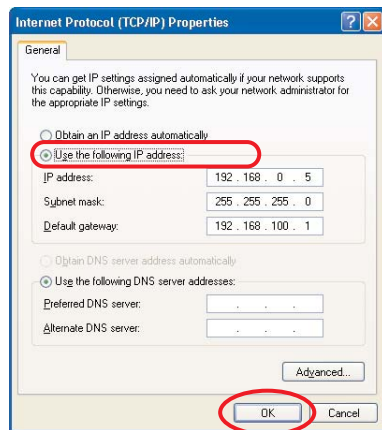 Internet Protocol (TCP/IP) Properties
General
You can get IP settings assigned automatically if your network supports
this capability. Otherwise, you need to ask your network administrator for
the appropriate IP settings.
Obtain an IP address automatically
Use the following IP address:
IP address: 192 . 168 . 0 . 5
Subnet mask: 255 . 255 . 255 . 0
Default gateway: 192 . 168 . 100 . 1
Obtain DNS server address automatically
Use the following DNS server addresses:
Preferred DNS server: . . .
Alternate DNS server: . . .
Advanced...
OK Cancel